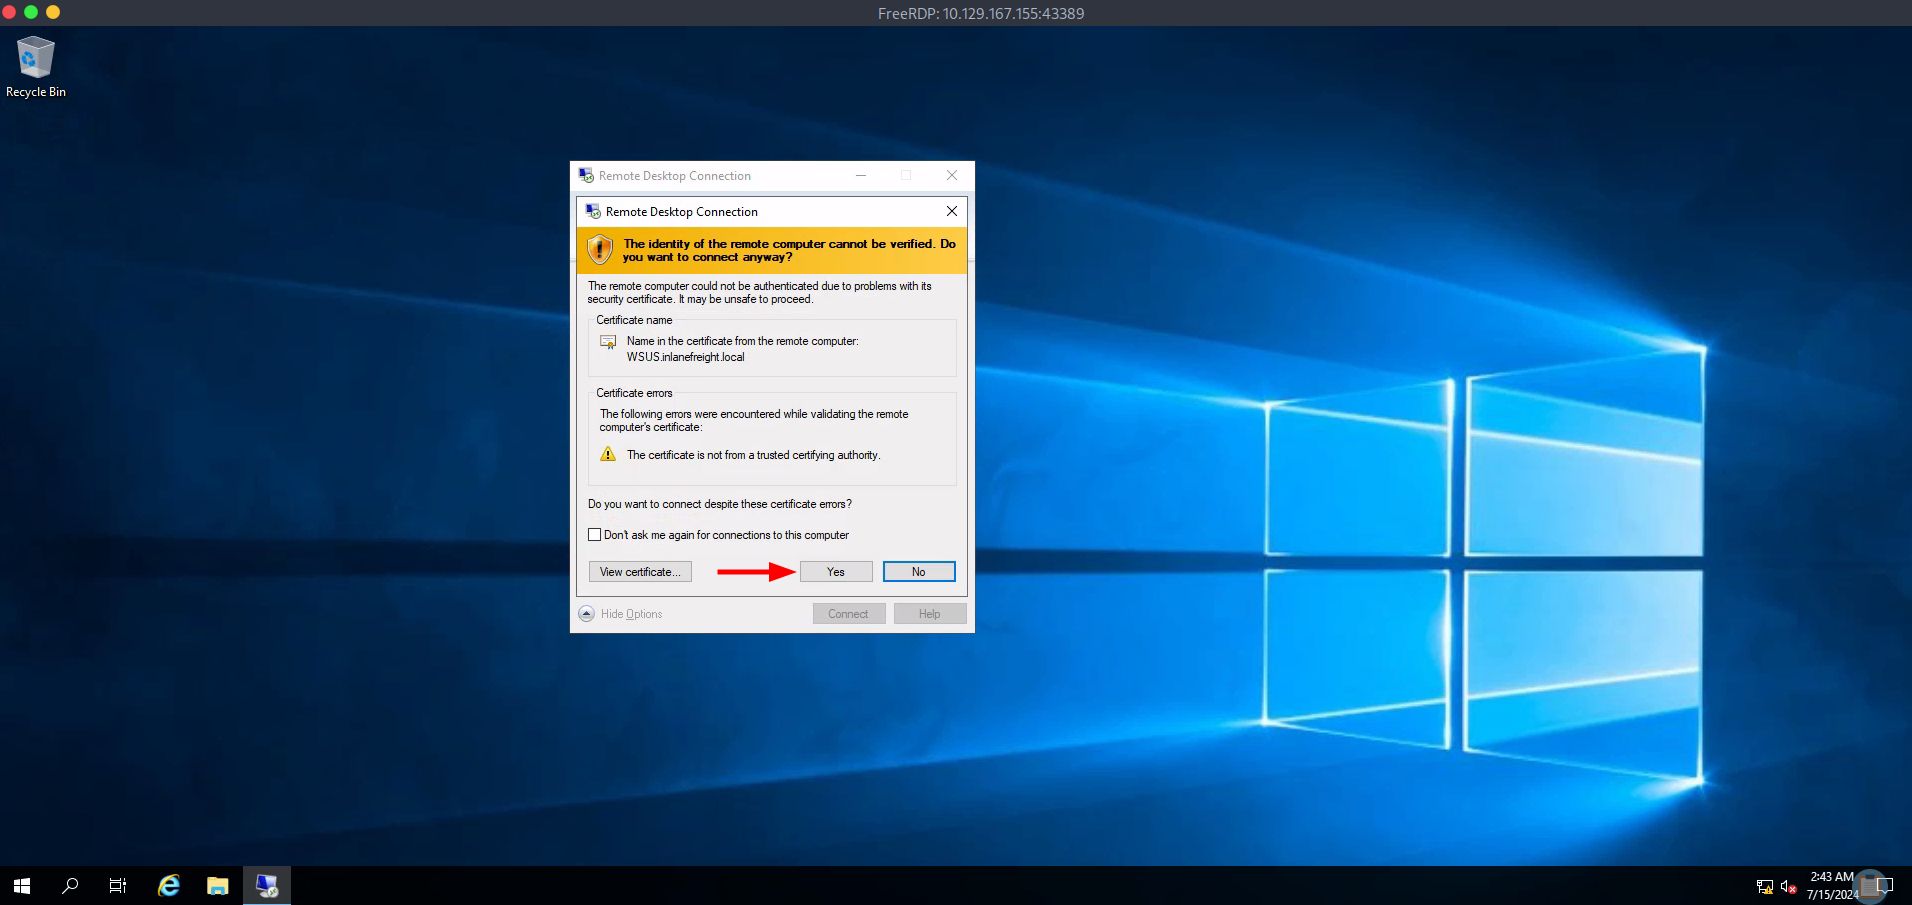 FreeRDP: 10.129.167.155:43389
Recycle Bin
Remote Desktop Connection
Remote Desktop Connection
The identity of the remote computer cannot be verified. Do
you want to connect anyway?
The remote computer could not be authenticated due to problems with its
security certificate. It may be unsafe to proceed.
Certificate name
Name in the certificate from the remote computer:
WSUS.inlanefreight.local
Certificate errors
The following errors were encountered while validating the remote
computer's certificate:
The certificate is not from a trusted certifying authority.
Do you want to connect despite these certificate errors?
Don't ask me again for connections to this computer
View certificate...
Yes
No
Hide Options
Connect
Help
2:43 AM
7/15/2024